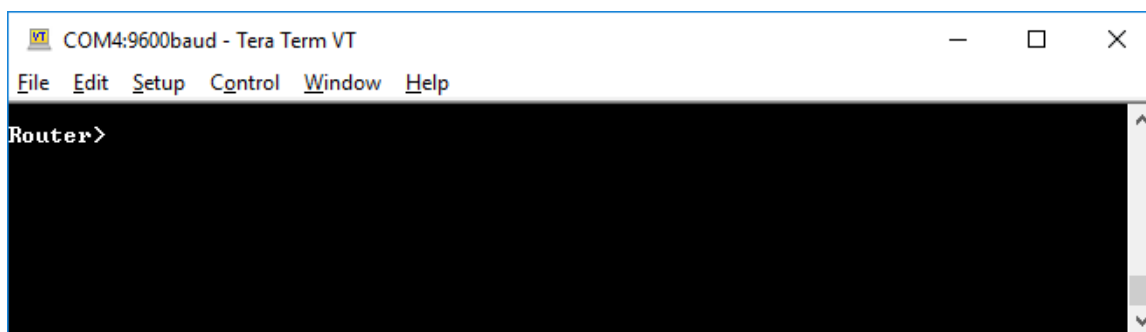 COM4:9600baud - Tera Term VT
File Edit Setup Control Window Help
Router>